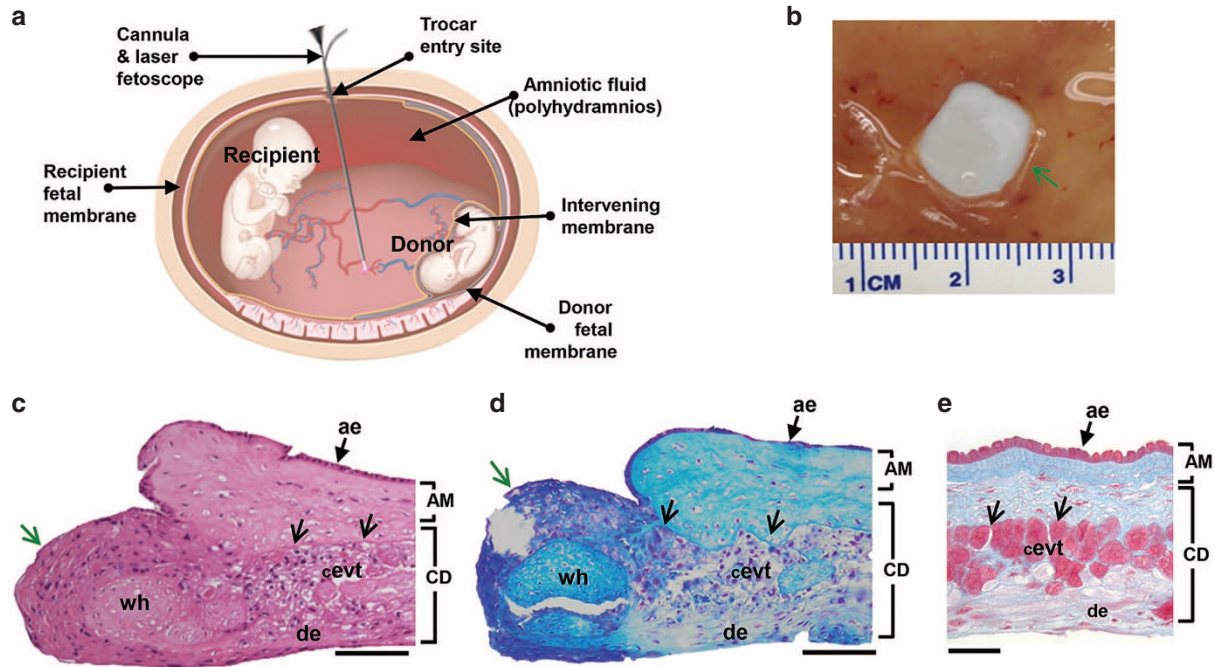 a
Cannula
& laser
fetoscope
Trocar
entry site
Amniotic fluid
(polyhydramnios)
Recipient
Recipient
fetal
membrane
Intervening
membrane
Donor
Donor
fetal
membrane
b
1 CM 2 3
c
ae
AM
cevt
CD
wh
de
d
ae
AM
cevt
CD
wh
de
e
ae
AM
cevt
CD
de